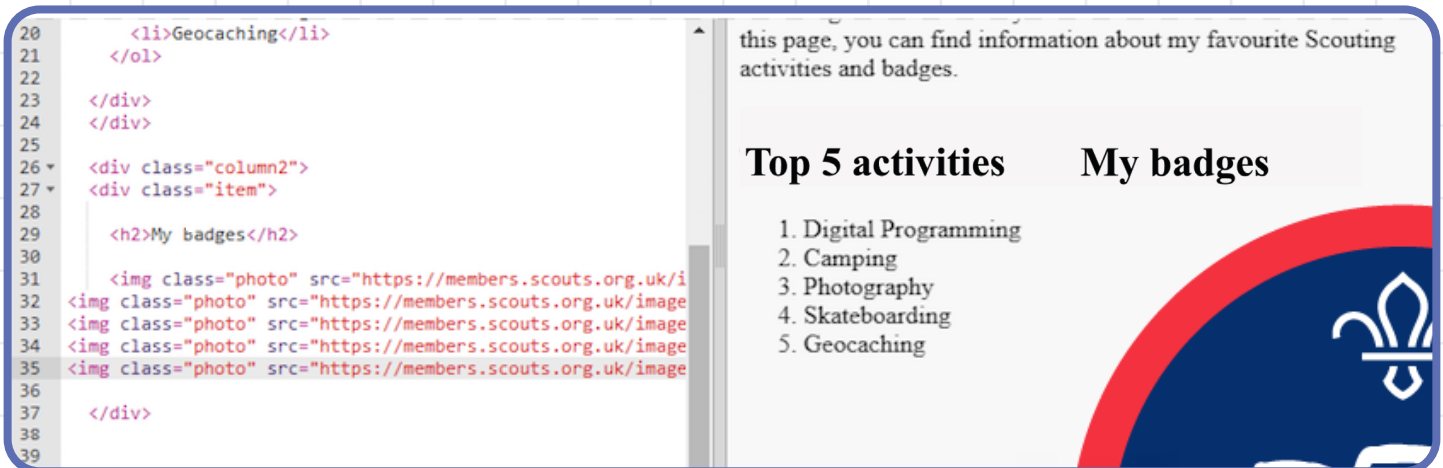 20 <li>Geocaching</li>
21 </ol>
22
23 </div>
24 </div>
25
26 <div class="column2">
27 <div class="item">
28
29 <h2>My badges</h2>
30
31 <img class="photo" src="https://members.scouts.org.uk/i
32 <img class="photo" src="https://members.scouts.org.uk/image
33 <img class="photo" src="https://members.scouts.org.uk/image
34 <img class="photo" src="https://members.scouts.org.uk/image
35 <img class="photo" src="https://members.scouts.org.uk/image
36
37 </div>
38
39
this page, you can find information about my favourite Scouting
activities and badges.
Top 5 activities
1. Digital Programming
2. Camping
3. Photography
4. Skateboarding
5. Geocaching
My badges